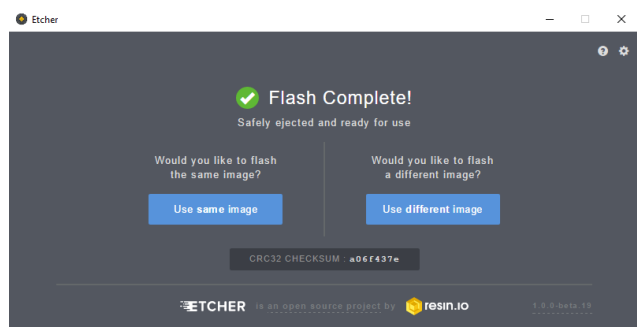 Etcher
Flash Complete!
Safely ejected and ready for use
Would you like to flash
the same image?
Use same image
Would you like to flash
a different image?
Use different image
CRC32 CHECKSUM : a06f437e
ETCHER is an open source project by resin.io
1.0.0-beta.19